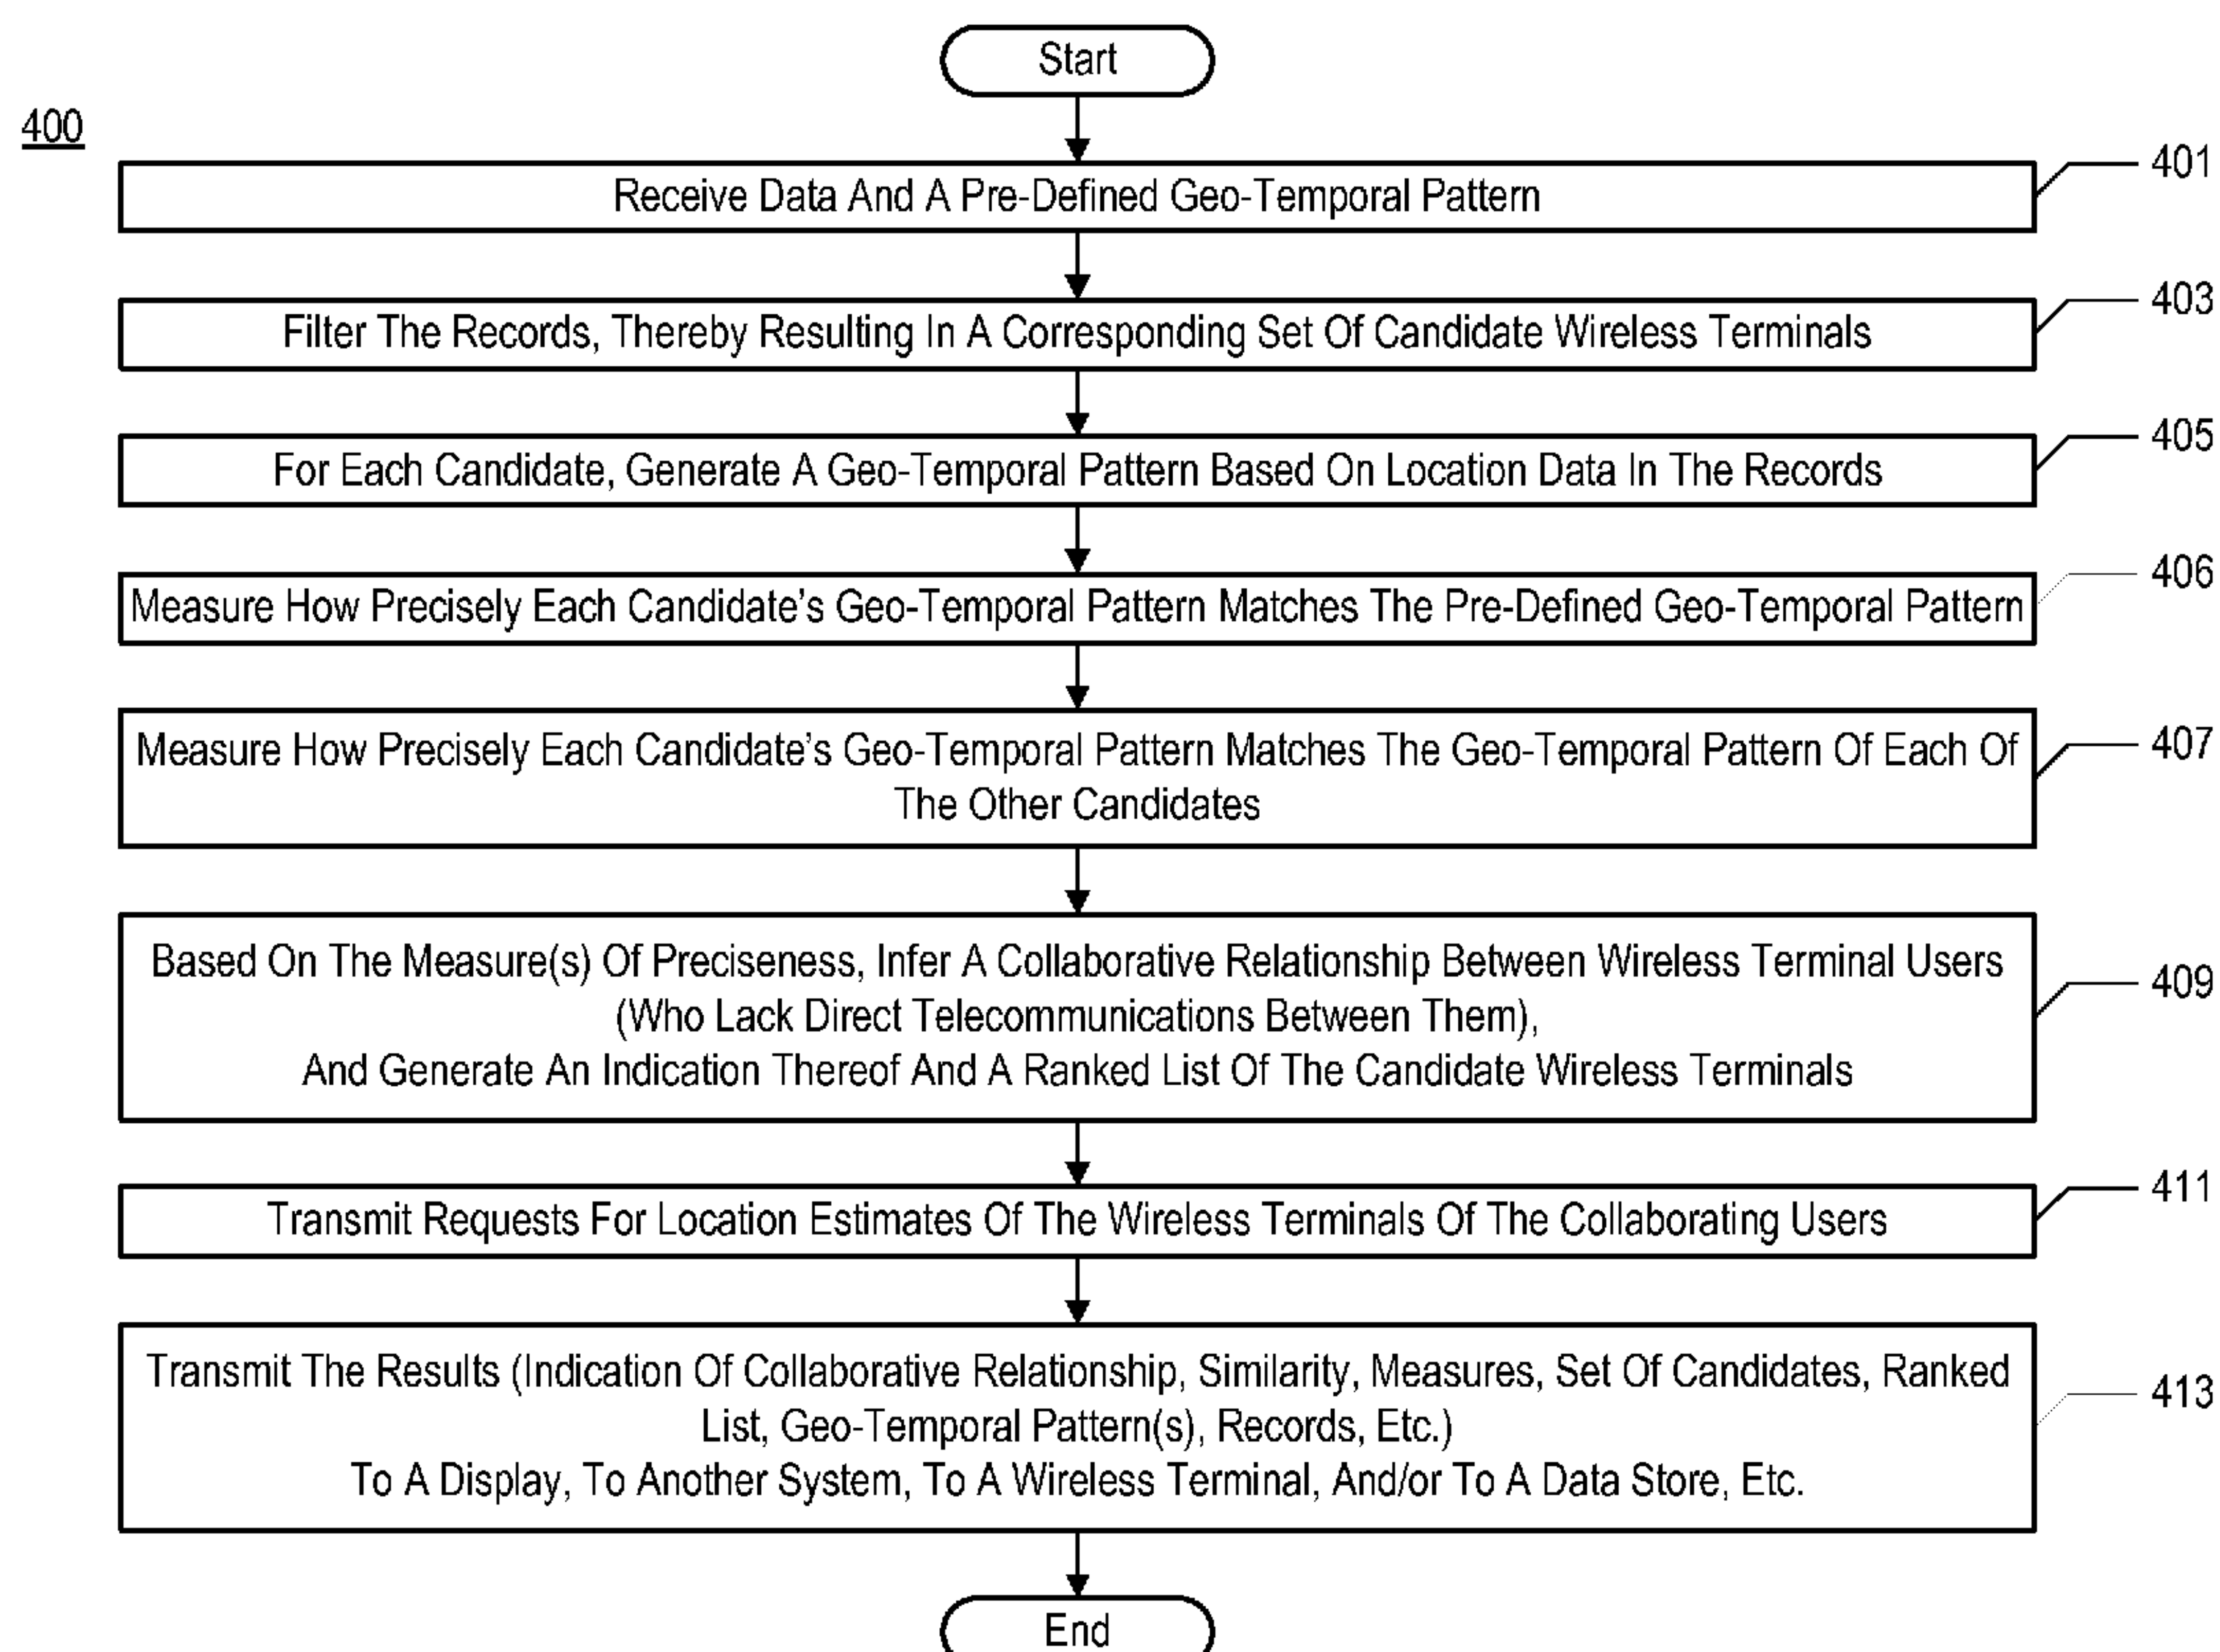 Start
400
401
Receive Data And A Pre-Defined Geo-Temporal Pattern
403
Filter The Records, Thereby Resulting In A Corresponding Set Of Candidate Wireless Terminals
405
For Each Candidate, Generate A Geo-Temporal Pattern Based On Location Data In The Records
406
Measure How Precisely Each Candidate's Geo-Temporal Pattern Matches The Pre-Defined Geo-Temporal Pattern
407
Measure How Precisely Each Candidate's Geo-Temporal Pattern Matches The Geo-Temporal Pattern Of Each Of
The Other Candidates
409
Based On The Measure(s) Of Preciseness, Infer A Collaborative Relationship Between Wireless Terminal Users
(Who Lack Direct Telecommunications Between Them),
And Generate An Indication Thereof And A Ranked List Of The Candidate Wireless Terminals
411
Transmit Requests For Location Estimates Of The Wireless Terminals Of The Collaborating Users
413
Transmit The Results (Indication Of Collaborative Relationship, Similarity, Measures, Set Of Candidates, Ranked
List, Geo-Temporal Pattern(s), Records, Etc.)
To A Display, To Another System, To A Wireless Terminal, And/or To A Data Store, Etc.
End